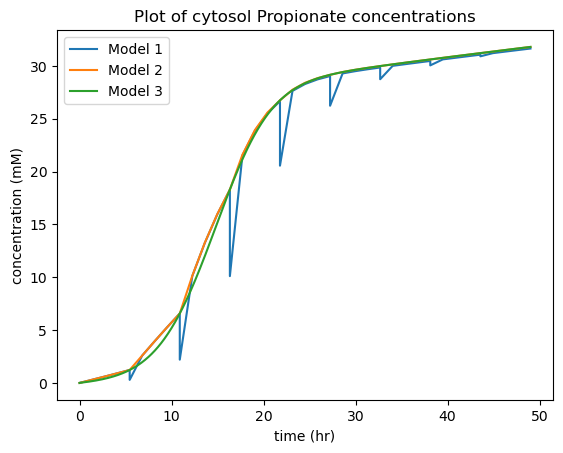 Plot of cytosol Propionate concentrations
Model 1
Model 2
Model 3
concentration (mM)
30
25
20
15
10
5
0
0 10 20 30 40 50
time (hr)